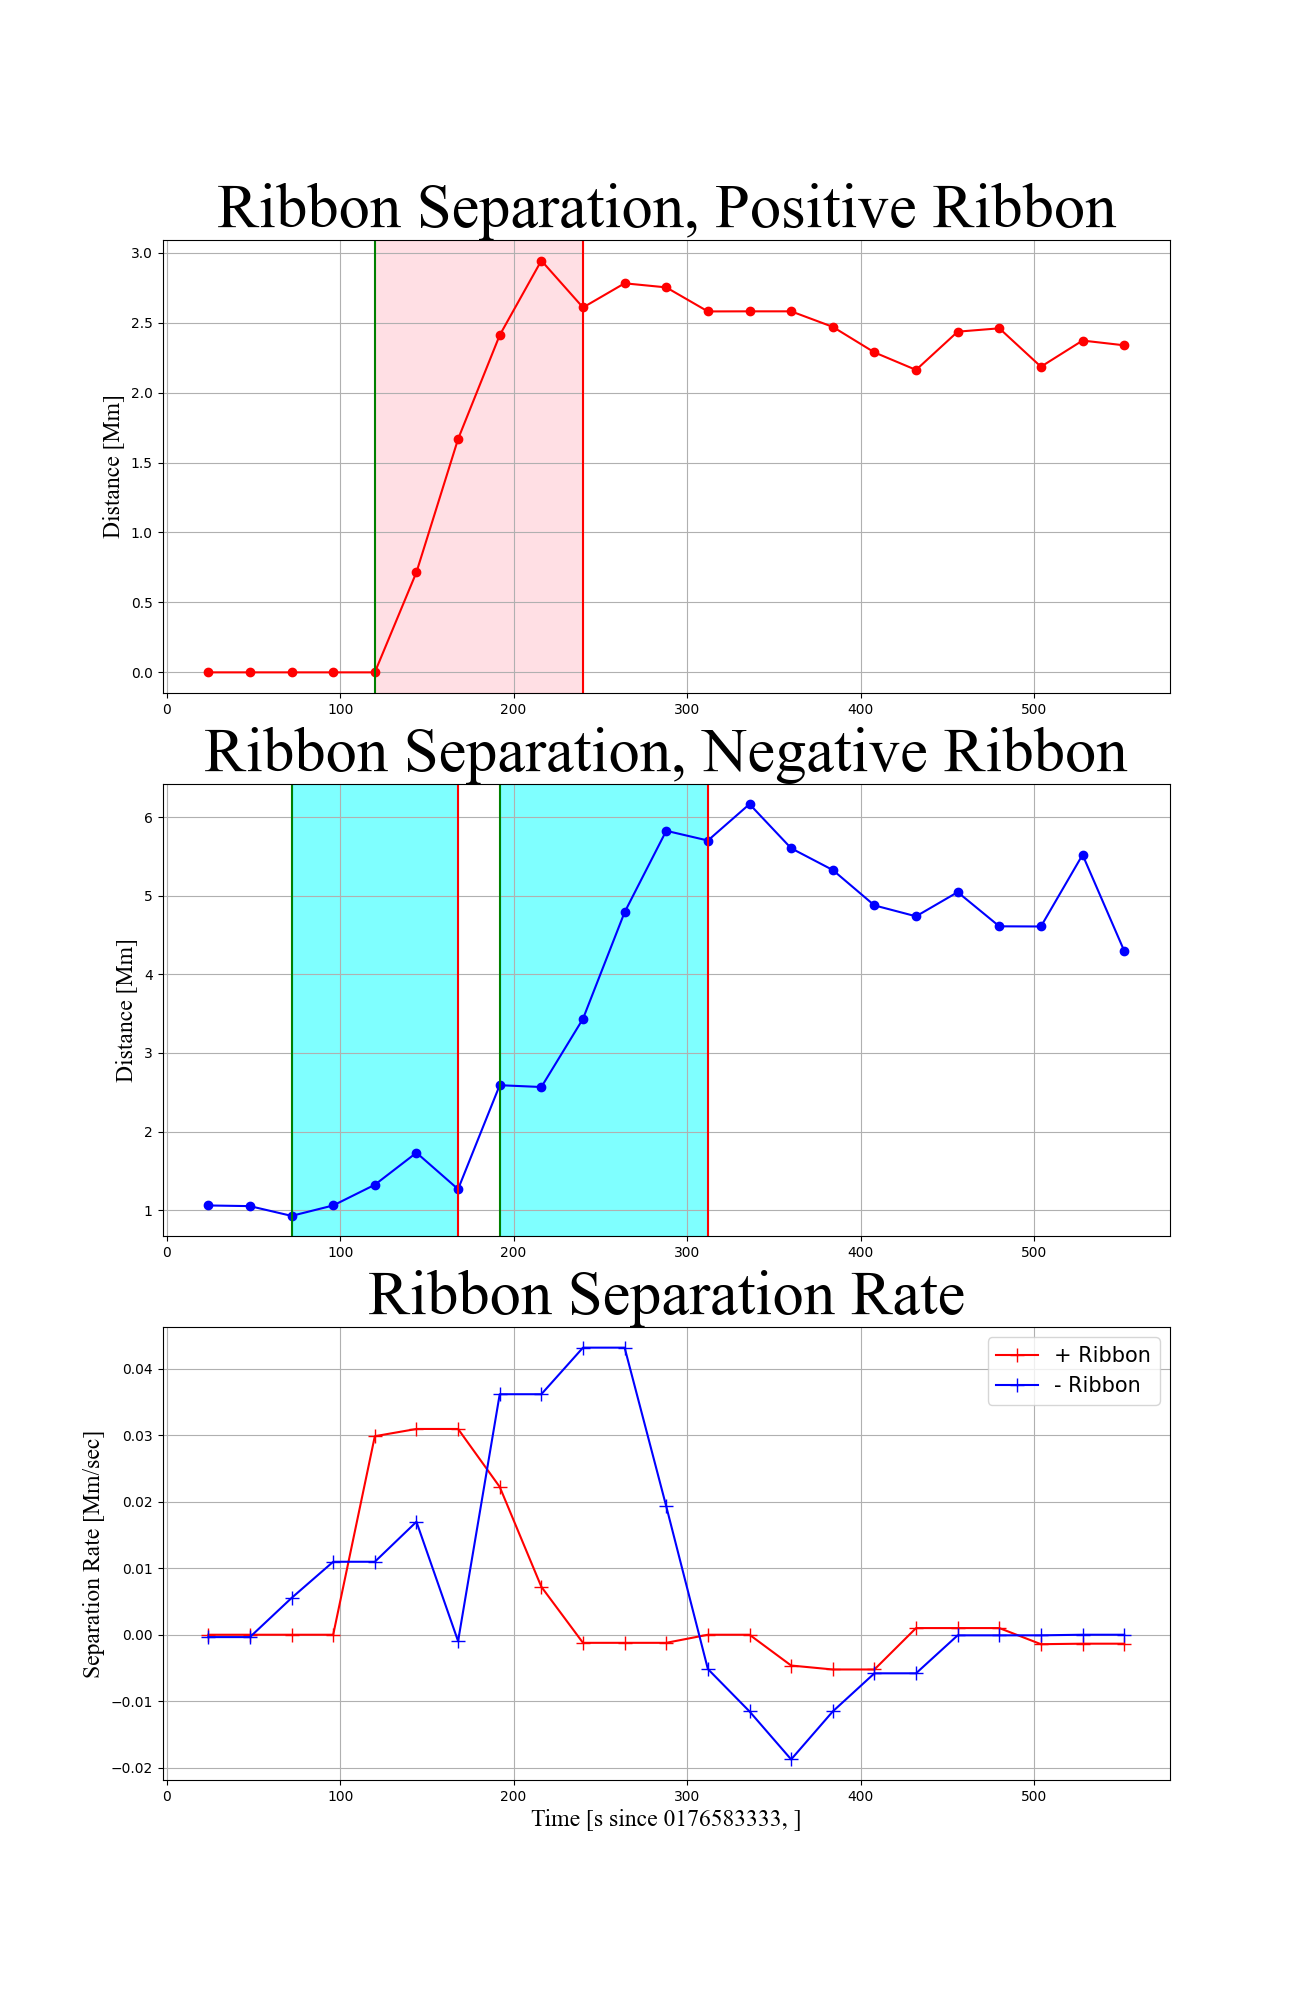 Ribbon Separation, Positive Ribbon
3.0
2.5
2.0
1.5
1.0
0.5
0.0
Distance [Mm]
0 100 200 300 400 500
Ribbon Separation, Negative Ribbon
6
5
4
3
2
1
Distance [Mm]
0 100 200 300 400 500
Ribbon Separation Rate
+ Ribbon
- Ribbon
0.04
0.03
0.02
0.01
0.00
−0.01
−0.02
Separation Rate [Mm/sec]
0 100 200 300 400 500
Time [s since 0176583333, ]